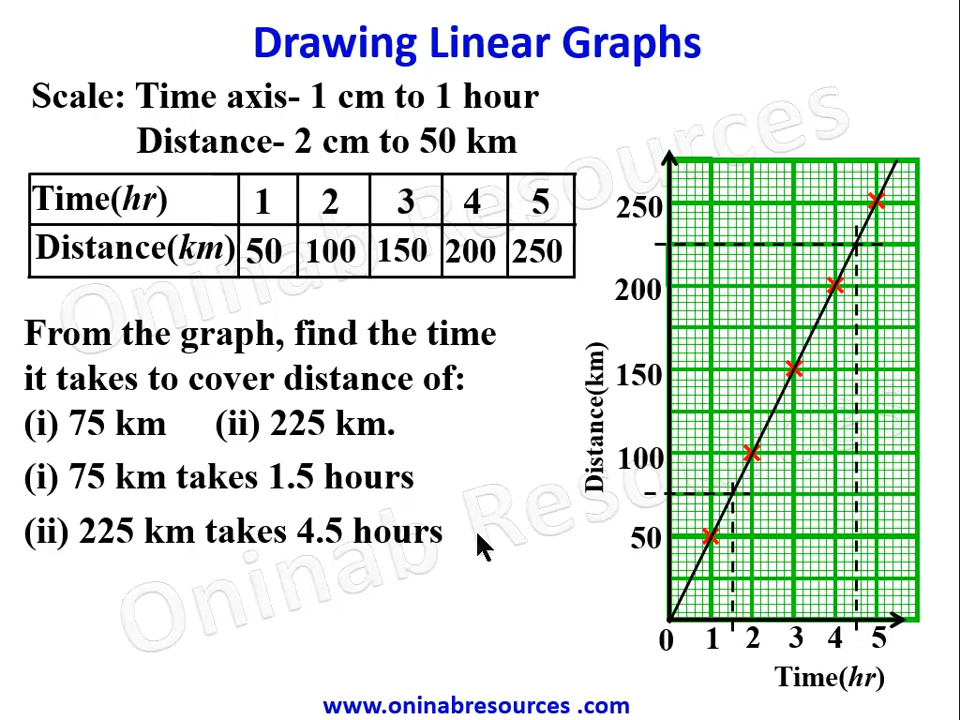 Drawing Linear Graphs
Scale: Time axis- 1 cm to 1 hour
Distance- 2 cm to 50 km
Time(hr) 1 2 3 4 5
Distance(km) 50 100 150 200 250
From the graph, find the time
it takes to cover distance of:
(i) 75 km (ii) 225 km.
(i) 75 km takes 1.5 hours
(ii) 225 km takes 4.5 hours
250
200
150
100
50
Distance(km)
0 1 2 3 4 5
Time(hr)
Oninab Resources
Oninab Resources
www.oninabresources .com